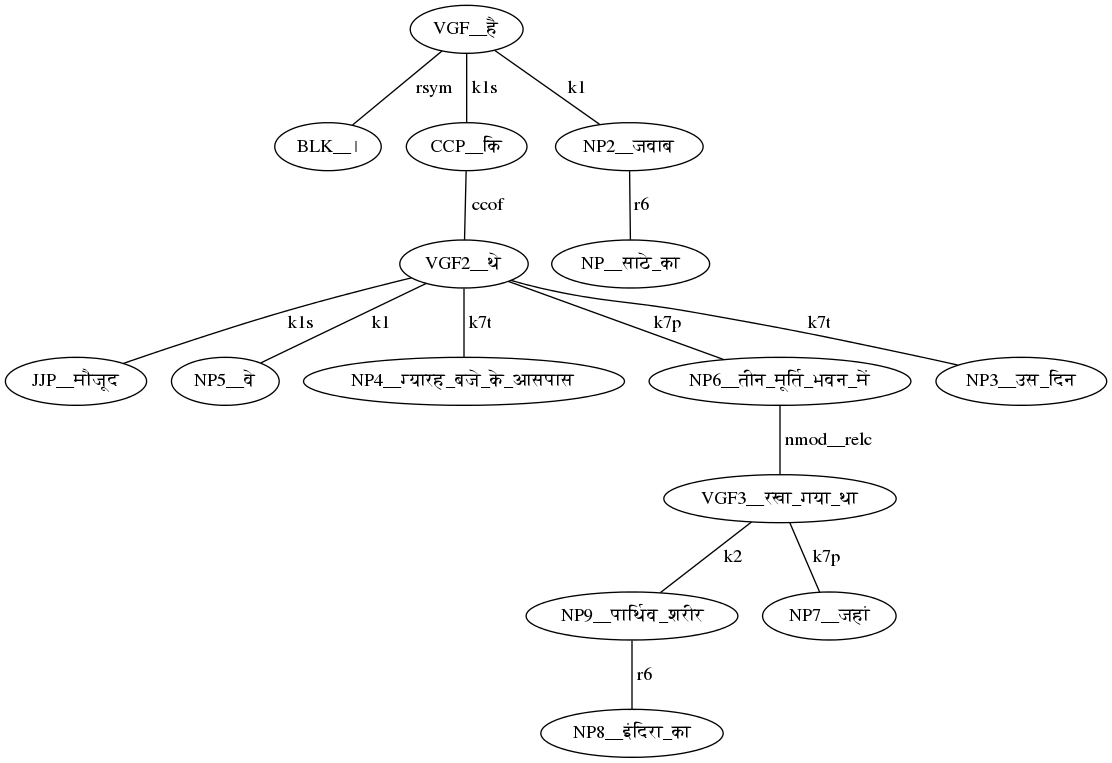 VGF__है
rsym k1s k1
BLK__। CCP__कि NP2__जवाब
ccof r6
VGF2__थे NP__साठे_का
k1s k1 k7t k7p k7t
JJP__मौजूद NP5__वे NP4__ग्यारह_बजे_के_आसपास NP6__तीन_मूर्ति_भवन_में NP3__उस_दिन
nmod__relc
VGF3__रखा_गया_था
k2 k7p
NP9__पार्थिव_शरीर NP7__जहां
r6
NP8__इंदिरा_का